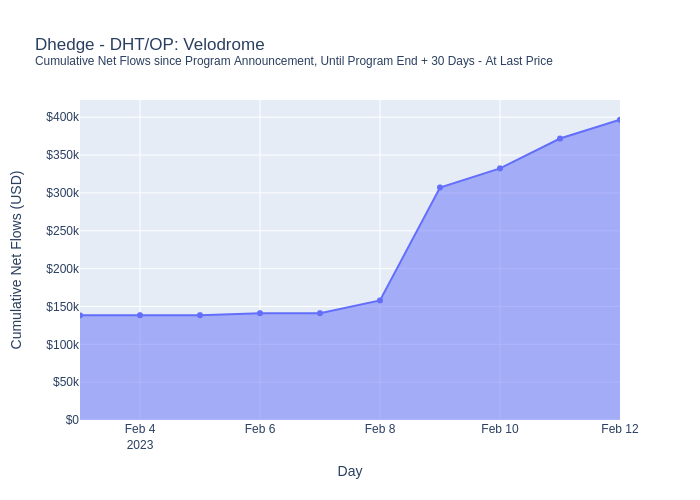 Dhedge - DHT/OP: Velodrome
Cumulative Net Flows since Program Announcement, Until Program End + 30 Days - At Last Price
Cumulative Net Flows (USD)
$400k
$350k
$300k
$250k
$200k
$150k
$100k
$50k
$0
Feb 4
2023
Feb 6
Feb 8
Feb 10
Feb 12
Day